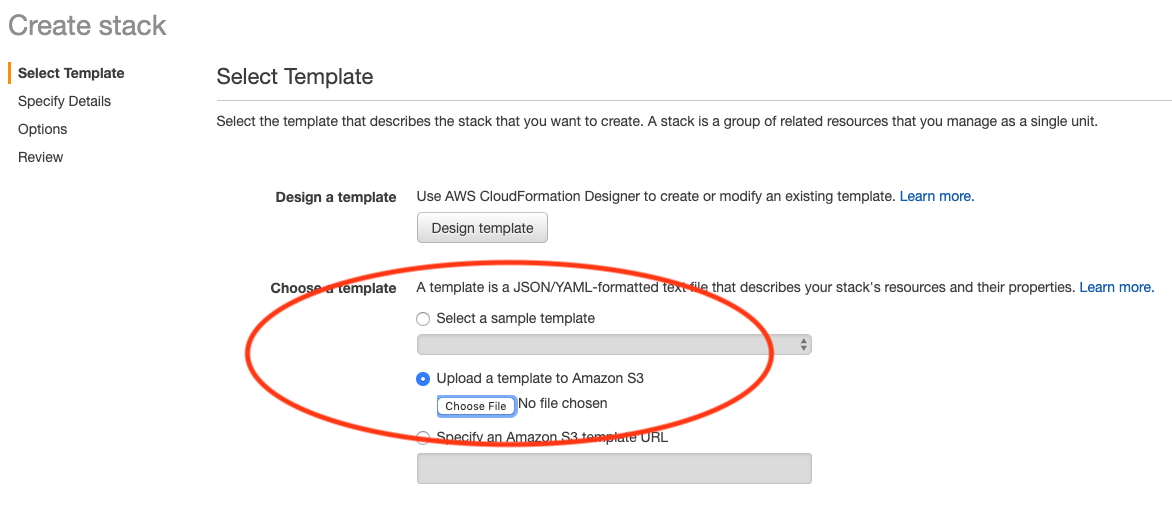 Create stack
Select Template
Specify Details
Options
Review
Select Template
Select the template that describes the stack that you want to create. A stack is a group of related resources that you manage as a single unit.
Design a template
Use AWS CloudFormation Designer to create or modify an existing template. Learn more.
Design template
Choose a template
A template is a JSON/YAML-formatted text file that describes your stack's resources and their properties. Learn more.
Select a sample template
Upload a template to Amazon S3
Choose File No file chosen
Specify an Amazon S3 template URL